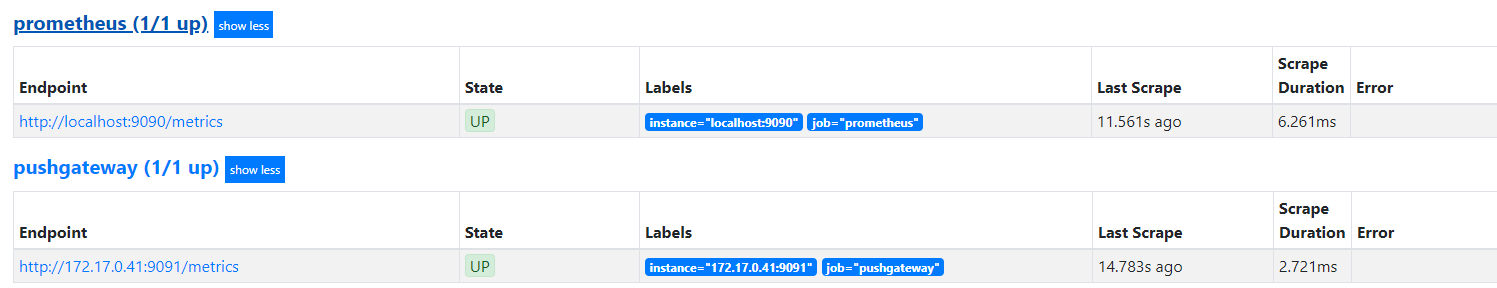 prometheus (1/1 up) show less
Endpoint State Labels Last Scrape Scrape Duration Error
http://localhost:9090/metrics UP instance="localhost:9090" job="prometheus" 11.561s ago 6.261ms
pushgateway (1/1 up) show less
Endpoint State Labels Last Scrape Scrape Duration Error
http://172.17.0.41:9091/metrics UP instance="172.17.0.41:9091" job="pushgateway" 14.783s ago 2.721ms